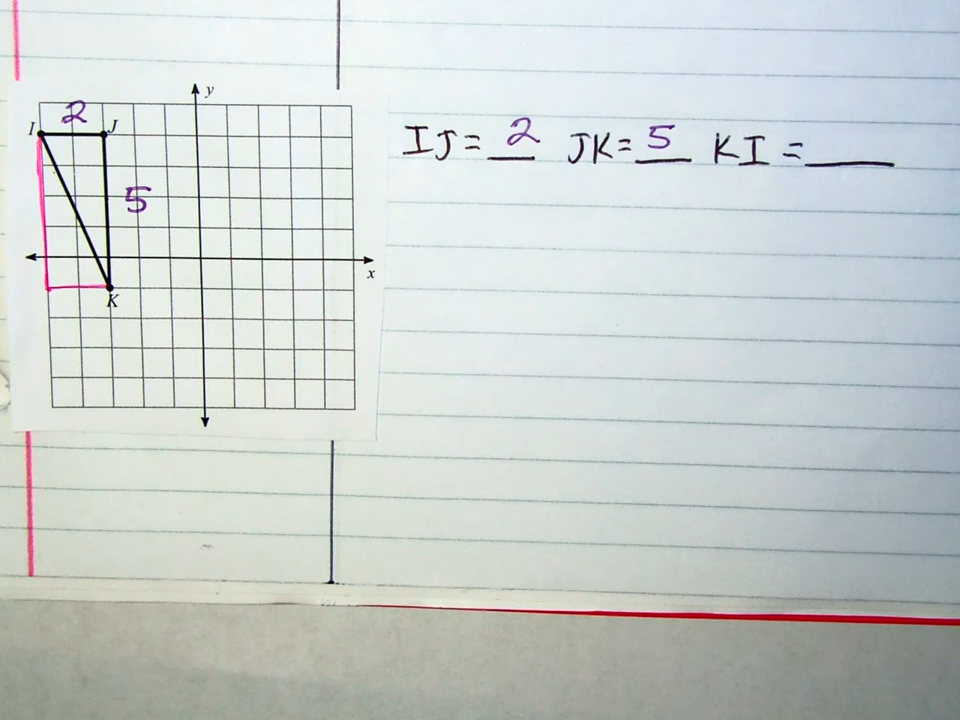 y
I 2 J
IJ = 2 JK = 5 KI = ____
5
x
K